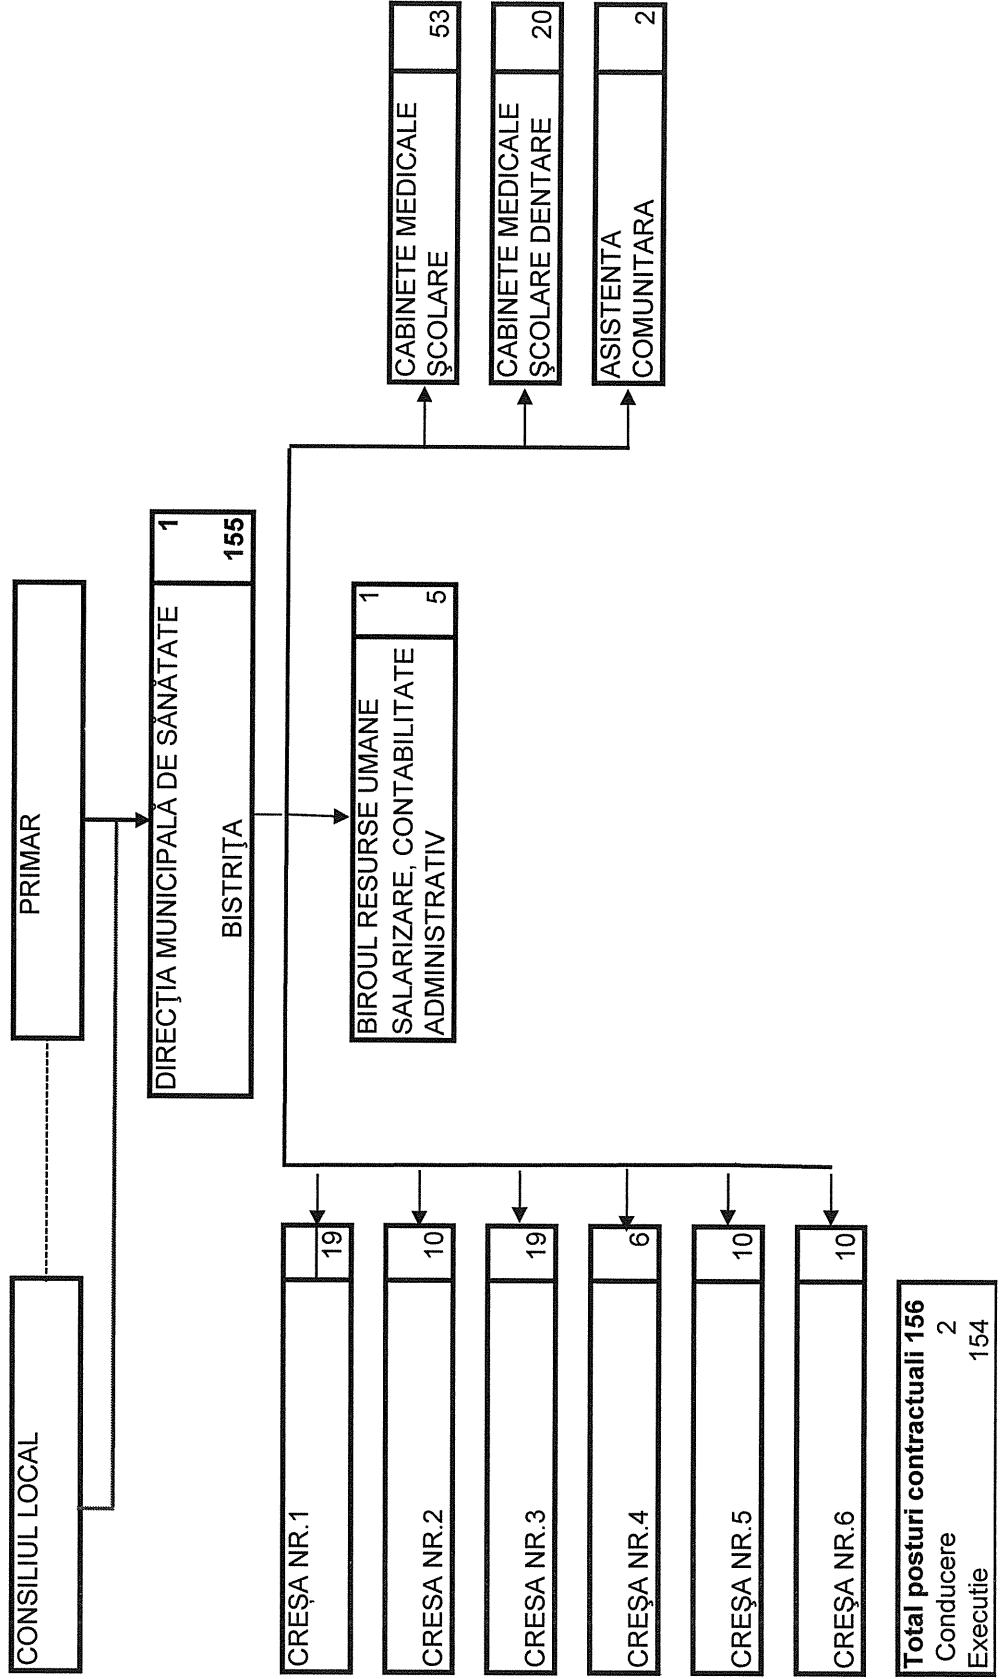 CONSILIUL LOCAL
PRIMAR
DIRECŢIA MUNICIPALĂ DE SĂNĂTATE
BISTRIŢA
1
155
BIROUL RESURSE UMANE
SALARIZARE, CONTABILITATE
ADMINISTRATIV
1
5
CREȘA NR.1
19
CRESA NR.2
10
CRESA NR.3
19
CREŞA NR.4
6
CREŞA NR.5
10
CREŞA NR.6
10
CABINETE MEDICALE
ŞCOLARE
53
CABINETE MEDICALE
ŞCOLARE DENTARE
20
ASISTENTA
COMUNITARA
2
Total posturi contractuali 156
Conducere 2
Executie 154